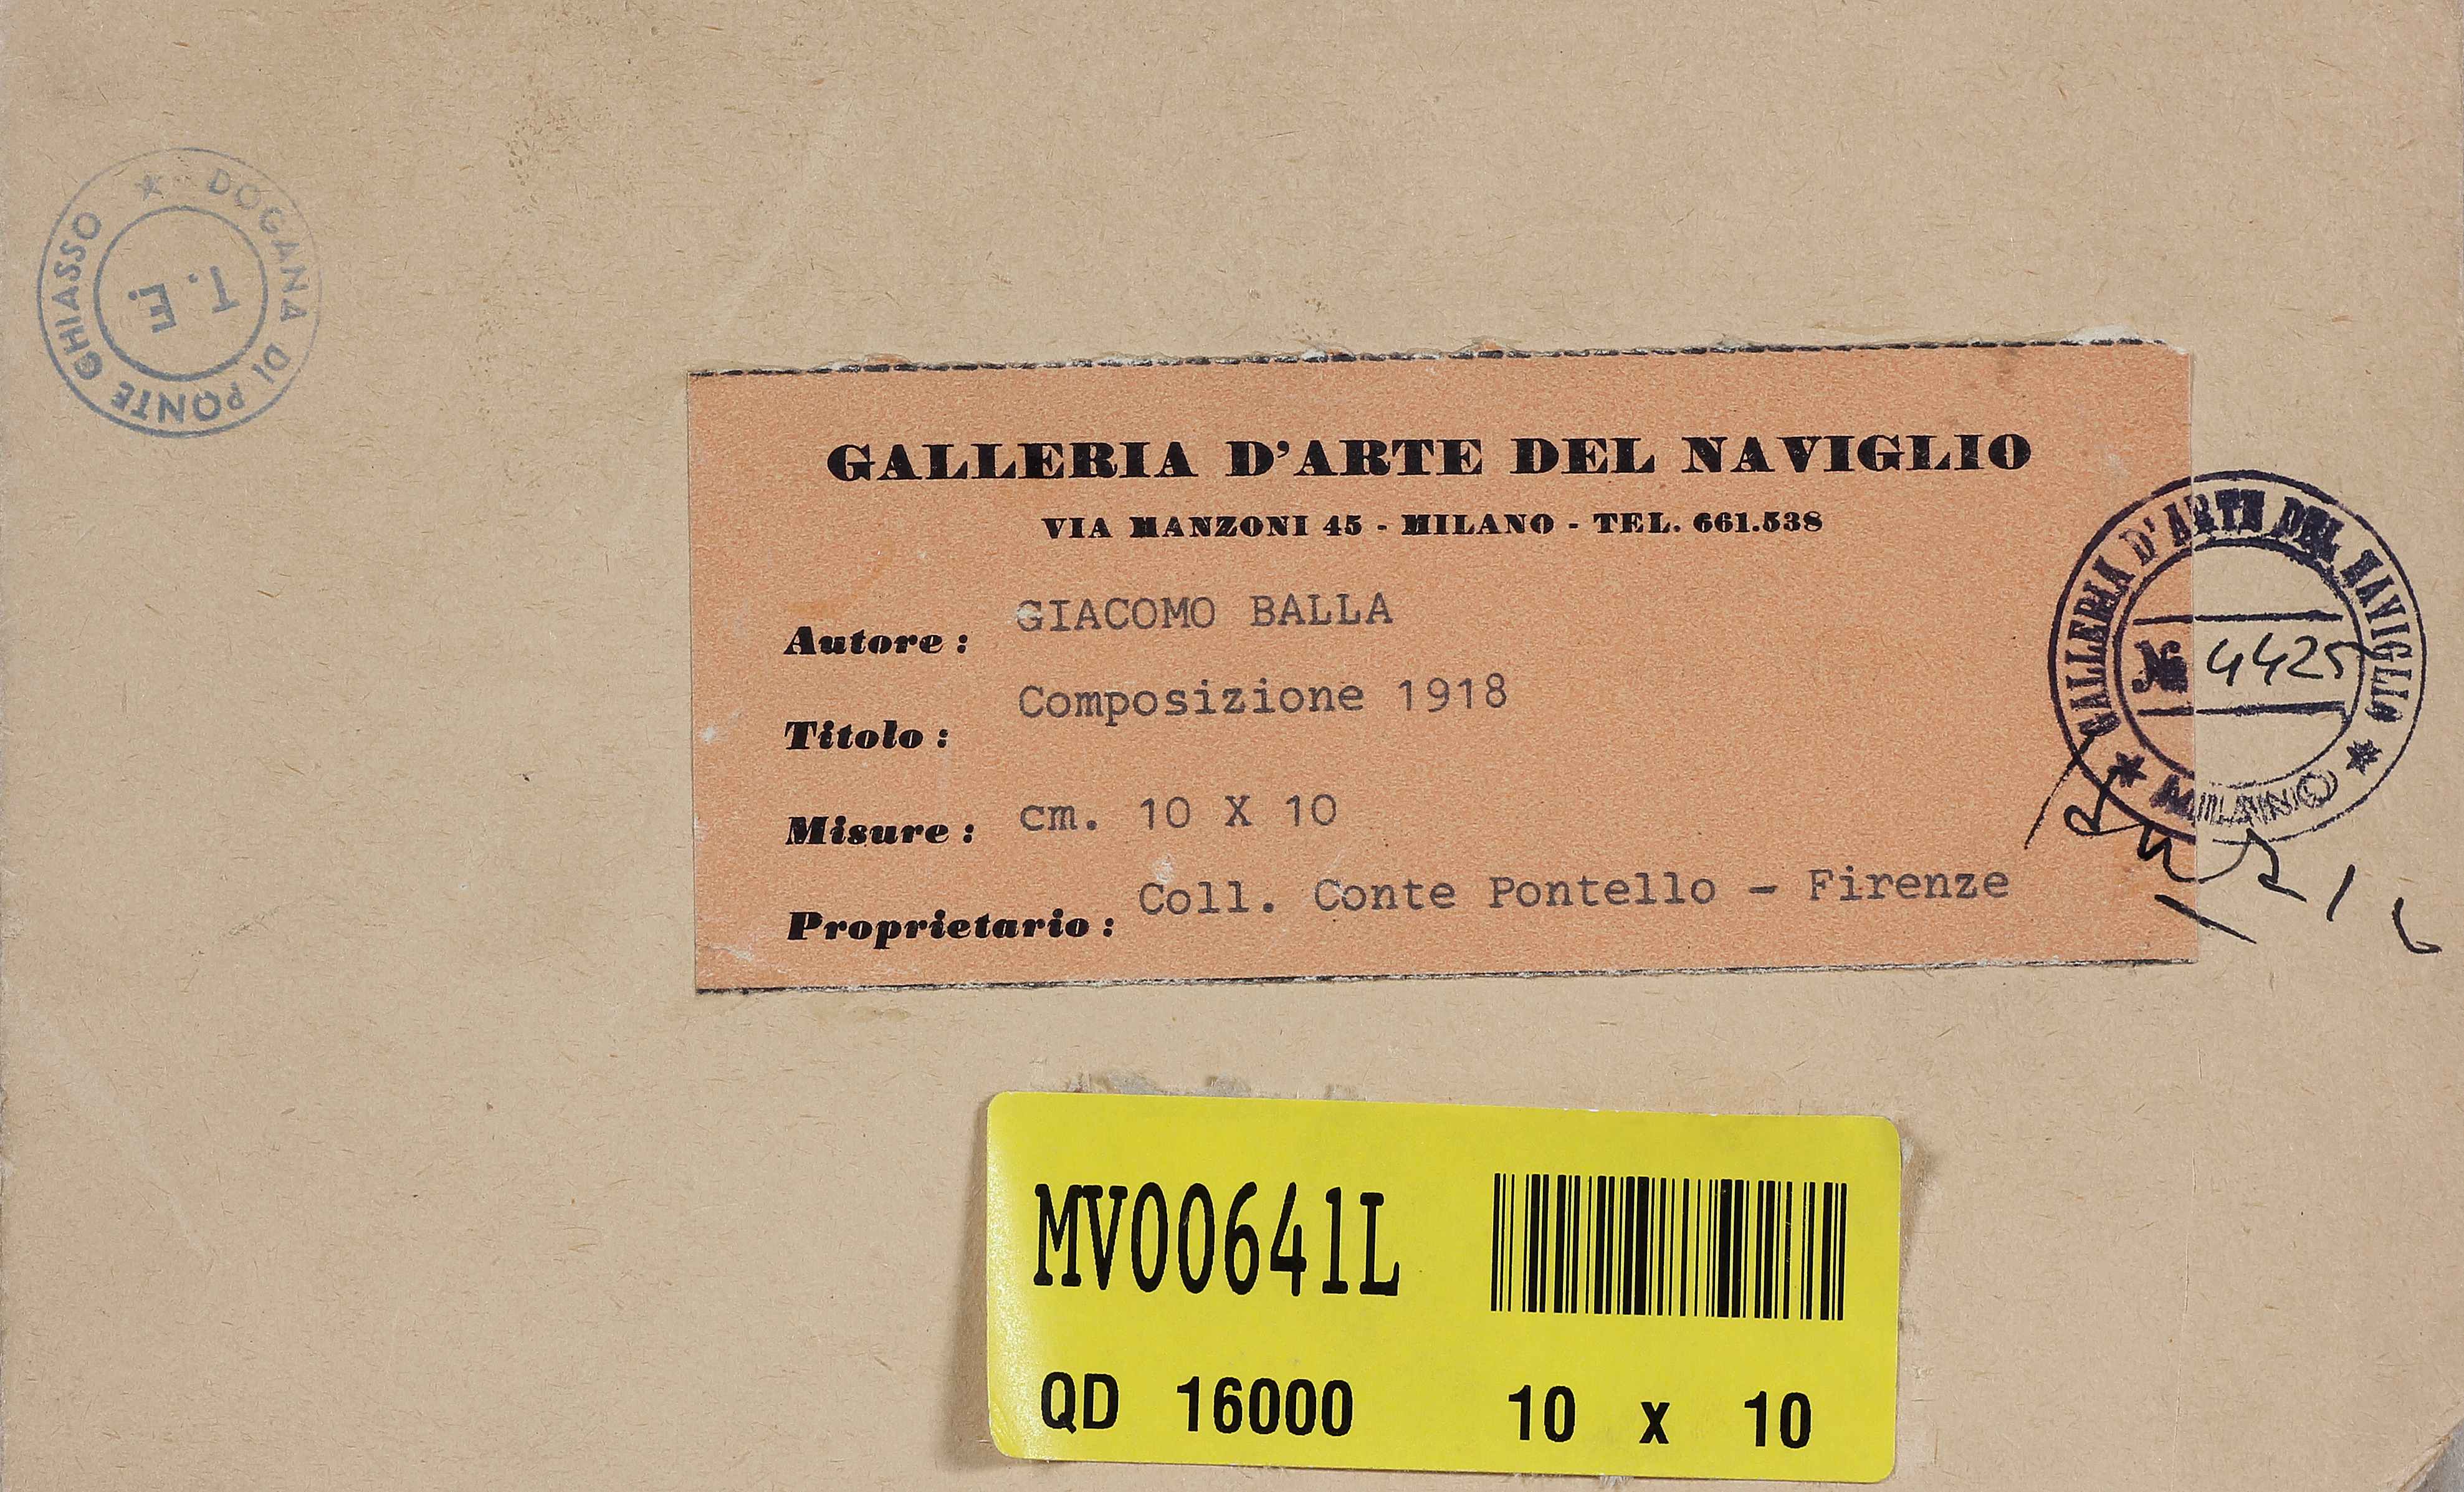 DOGANA DI PONTE CHIASSO
T. E.
GALLERIA D'ARTE DEL NAVIGLIO
VIA MANZONI 45 - MILANO - TEL. 661.538
Autore : GIACOMO BALLA
Titolo : Composizione 1918
Misure : cm. 10 X 10
Proprietario : Coll. Conte Pontello - Firenze
GALLERIA D'ARTE DEL NAVIGLIO
№ 4425
MILANO
MV00641L
QD 16000 10 x 10